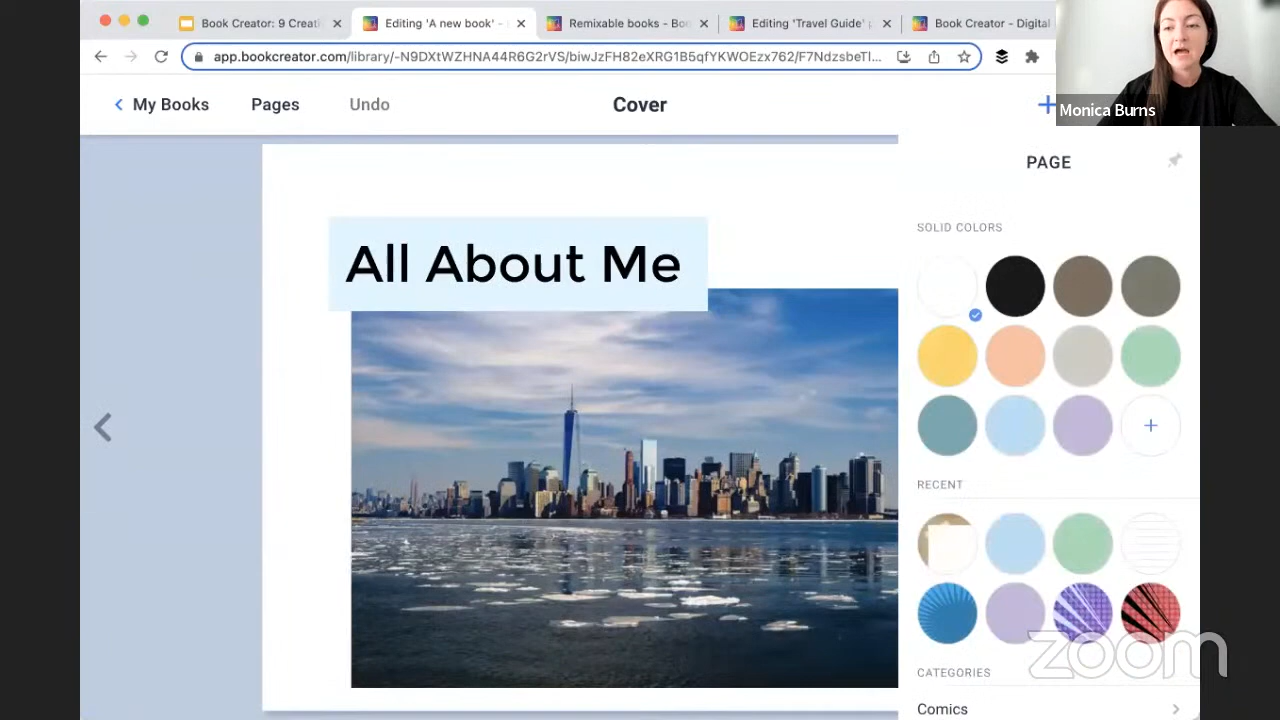 Book Creator: 9 Creati
Editing 'A new book' -
Remixable books - Boo
Editing 'Travel Guide' p
Book Creator - Digital
app.bookcreator.com/library/-N9DXtWZHNA44R6G2rVS/biwJzFH82eXRG1B5qfYKWOEzx762/F7NdzsbeTl...
Monica Burns
My Books
Pages
Undo
Cover
PAGE
SOLID COLORS
All About Me
RECENT
zoom
CATEGORIES
Comics